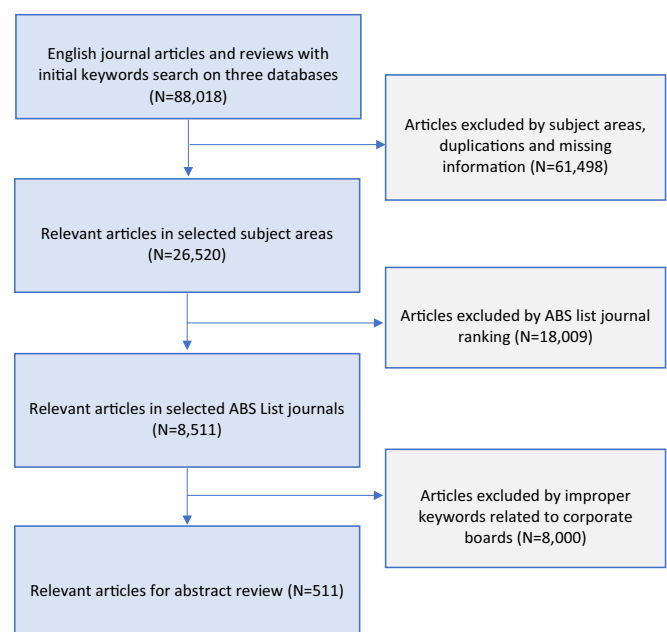 English journal articles and reviews with
initial keywords search on three databases
(N=88,018)
Articles excluded by subject areas,
duplications and missing
information (N=61,498)
Relevant articles in selected subject areas
(N=26,520)
Articles excluded by ABS list journal
ranking (N=18,009)
Relevant articles in selected ABS List journals
(N=8,511)
Articles excluded by improper
keywords related to corporate
boards (N=8,000)
Relevant articles for abstract review (N=511)